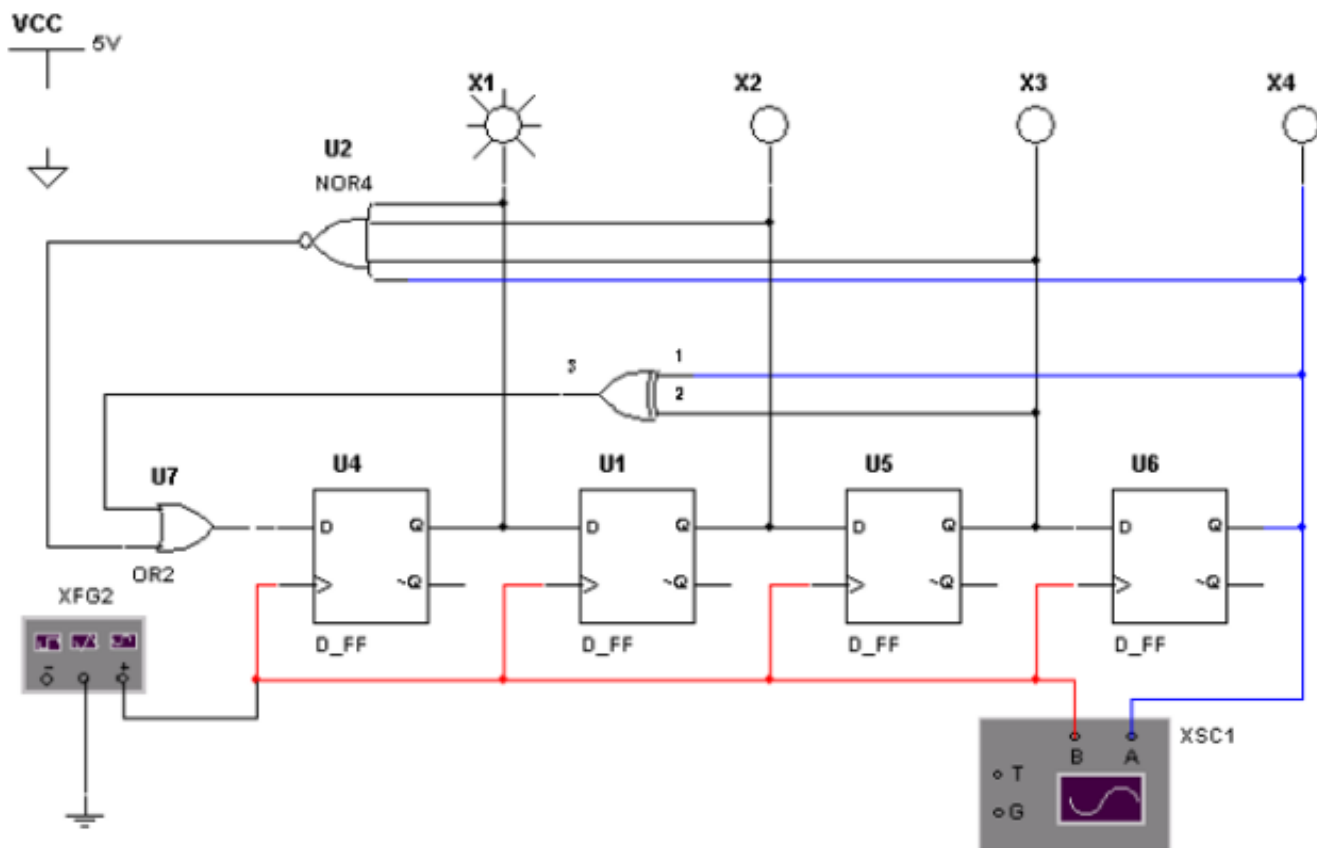 VCC
5V
X1
X2
X3
X4
U2
NOR4
3
1
2
U7
U4
U1
U5
U6
D Q
D Q
D Q
D Q
OR2
~Q
~Q
~Q
~Q
XFG2
D_FF
D_FF
D_FF
D_FF
- +
XSC1
B A
T
G